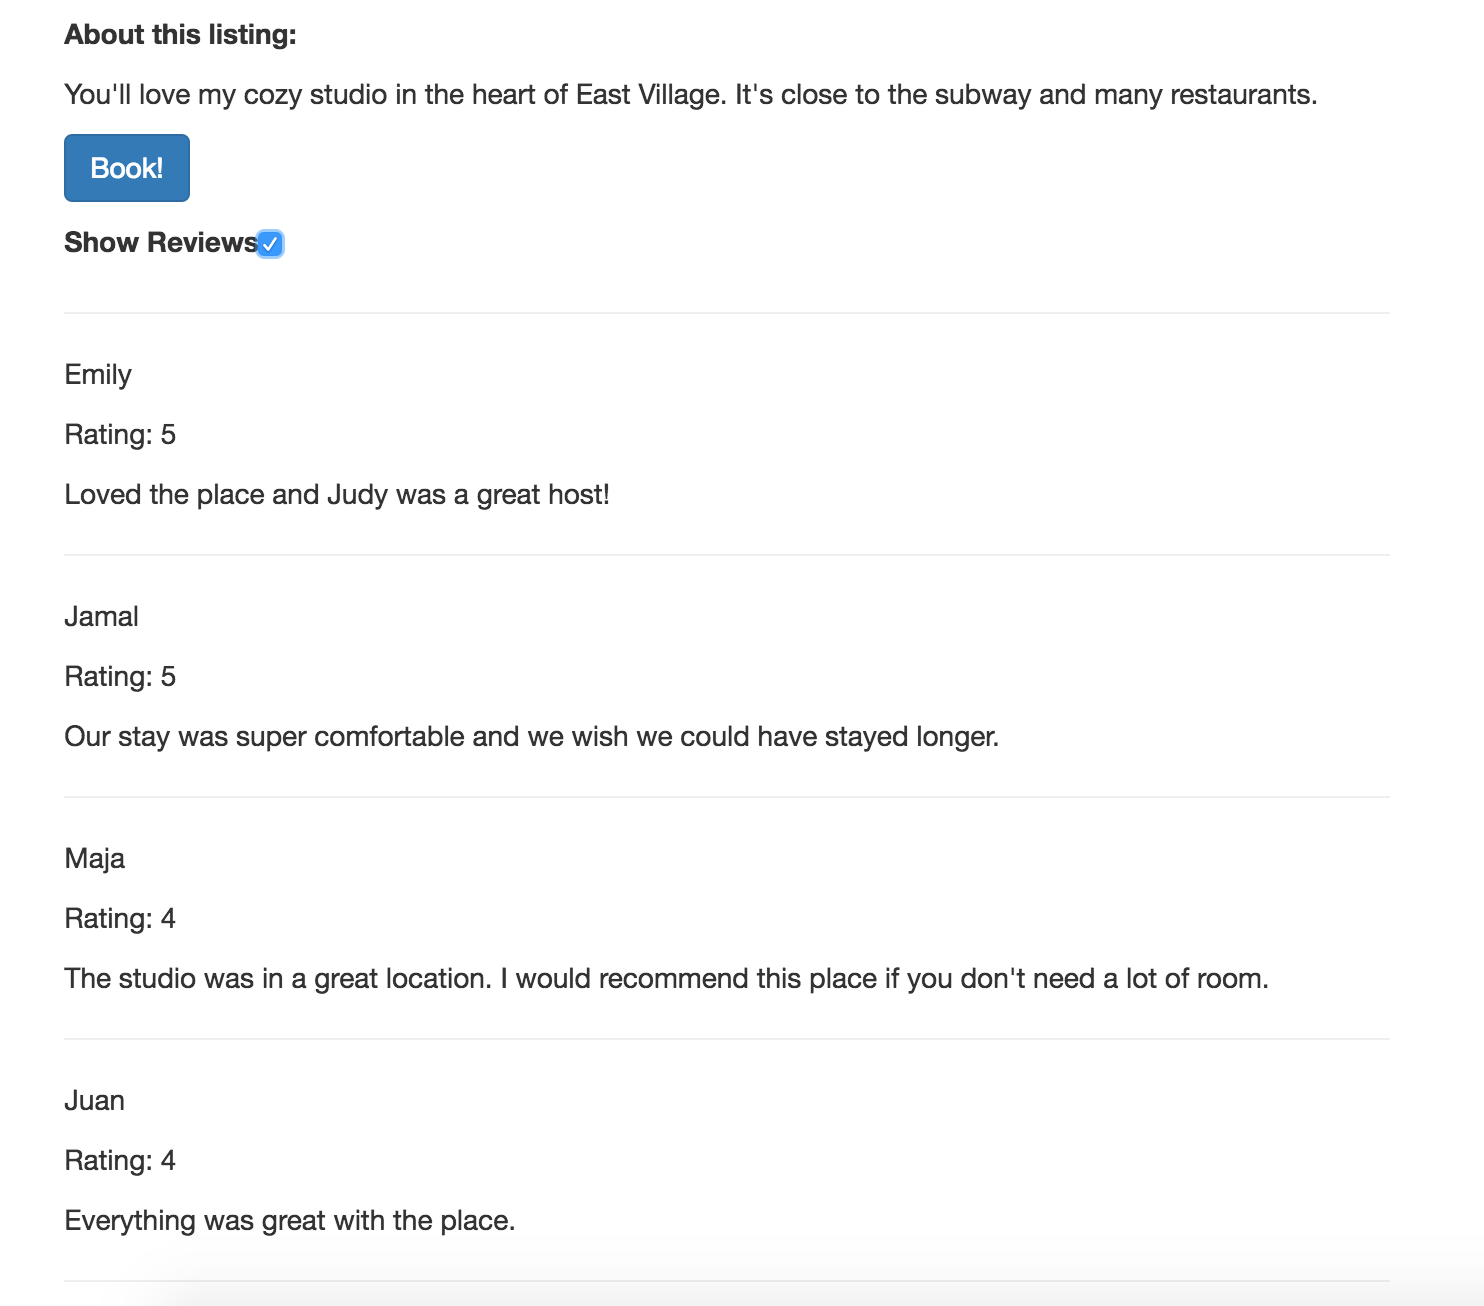 About this listing:
You'll love my cozy studio in the heart of East Village. It's close to the subway and many restaurants.
Book!
Show Reviews
Emily
Rating: 5
Loved the place and Judy was a great host!
Jamal
Rating: 5
Our stay was super comfortable and we wish we could have stayed longer.
Maja
Rating: 4
The studio was in a great location. I would recommend this place if you don't need a lot of room.
Juan
Rating: 4
Everything was great with the place.